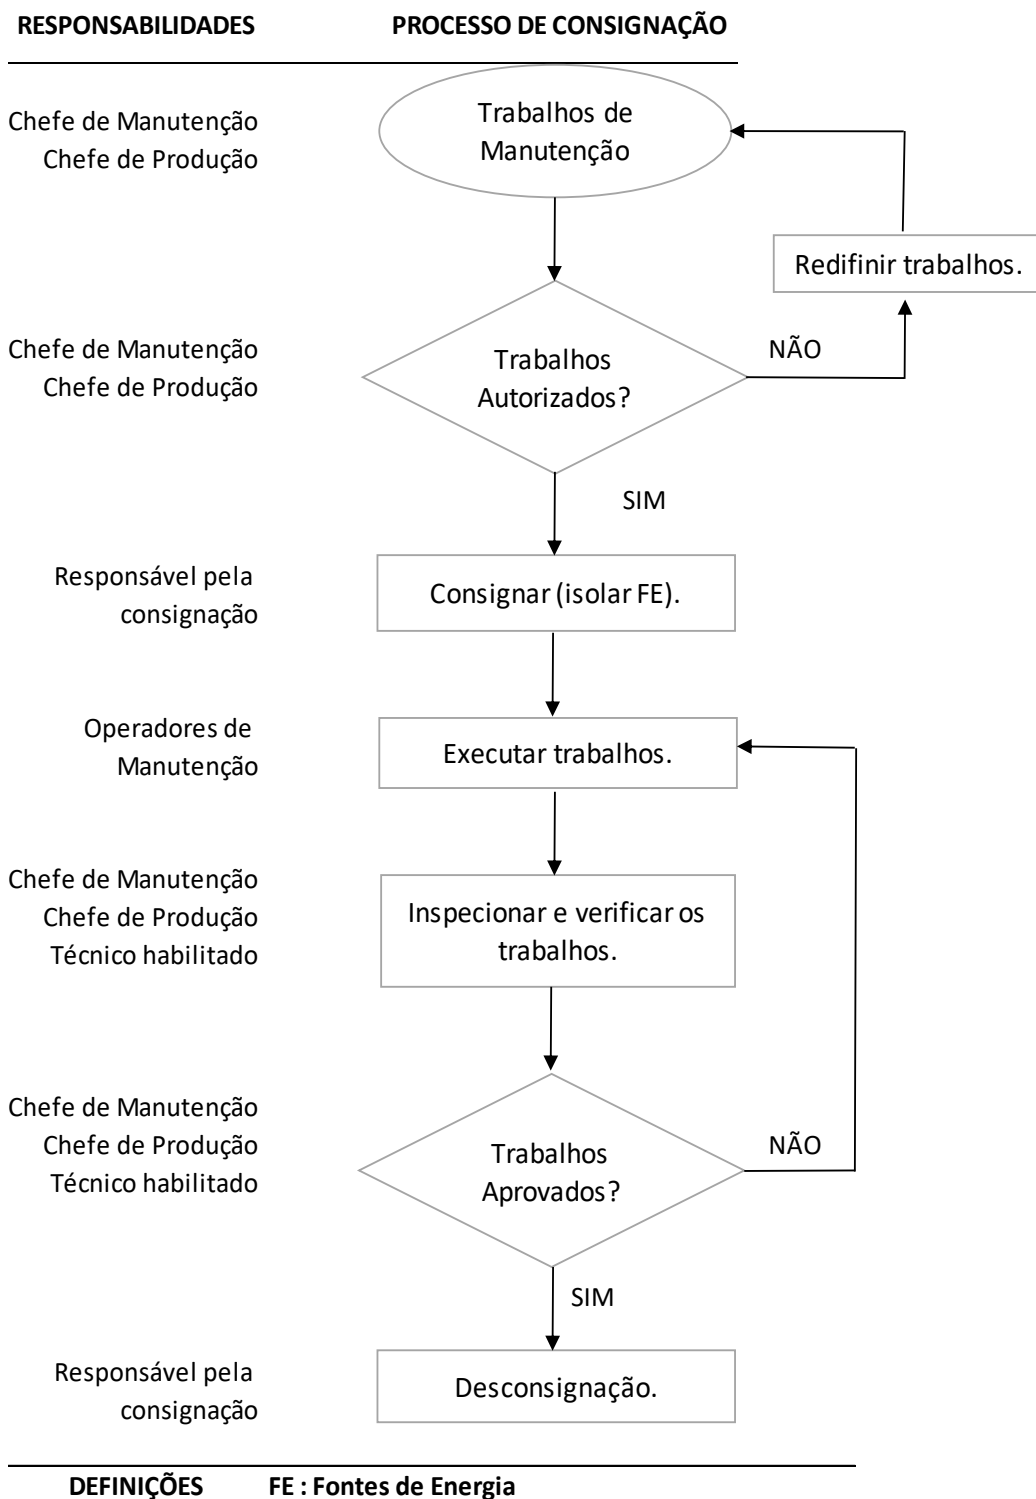 RESPONSABILIDADES PROCESSO DE CONSIGNAÇÃO
Chefe de Manutenção
Chefe de Produção
Trabalhos de
Manutenção
Redifinir trabalhos.
Chefe de Manutenção
Chefe de Produção
Trabalhos
Autorizados?
NÃO
SIM
Responsável pela
consignação
Consignar (isolar FE).
Operadores de
Manutenção
Executar trabalhos.
Chefe de Manutenção
Chefe de Produção
Técnico habilitado
Inspecionar e verificar os
trabalhos.
Chefe de Manutenção
Chefe de Produção
Técnico habilitado
Trabalhos
Aprovados?
NÃO
SIM
Responsável pela
consignação
Desconsignação.
DEFINIÇÕES FE : Fontes de Energia